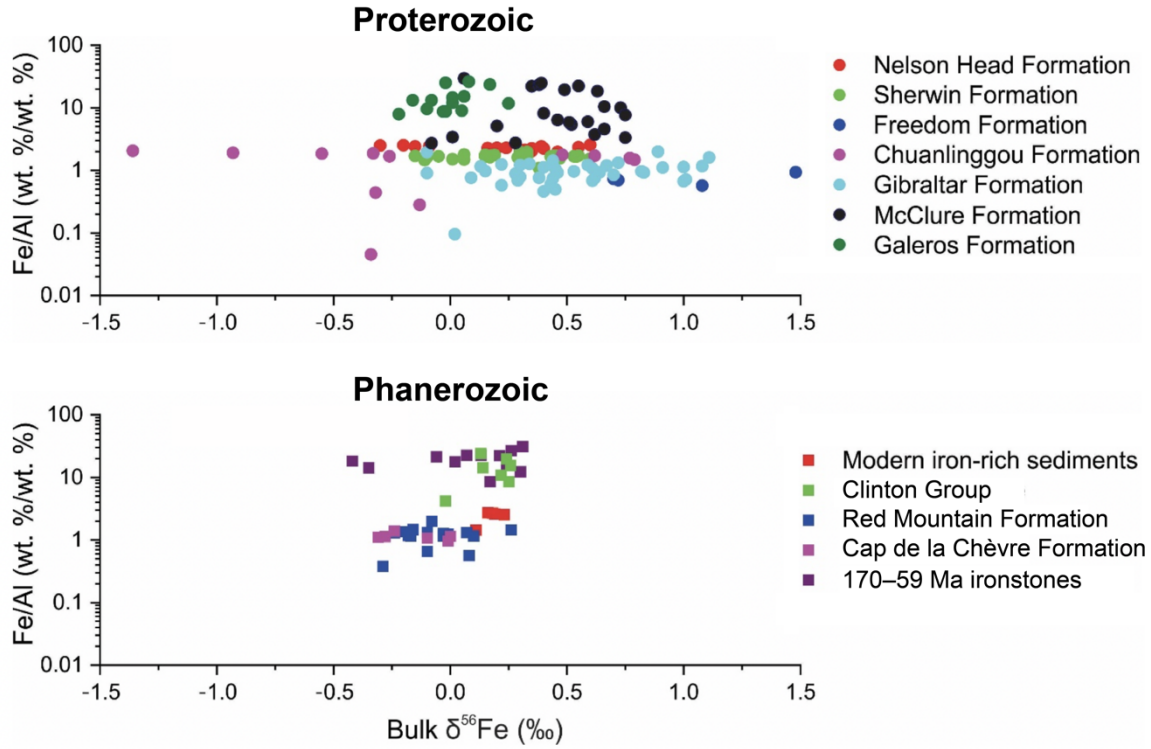 Proterozoic
Fe/Al (wt. %/wt. %)
100
10
1
0.1
0.01
-1.5 -1.0 -0.5 0.0 0.5 1.0 1.5
Nelson Head Formation
Sherwin Formation
Freedom Formation
Chuanlinggou Formation
Gibraltar Formation
McClure Formation
Galeros Formation
Phanerozoic
Fe/Al (wt. %/wt. %)
100
10
1
0.1
0.01
-1.5 -1.0 -0.5 0.0 0.5 1.0 1.5
Bulk δ⁵⁶Fe (‰)
Modern iron-rich sediments
Clinton Group
Red Mountain Formation
Cap de la Chèvre Formation
170–59 Ma ironstones